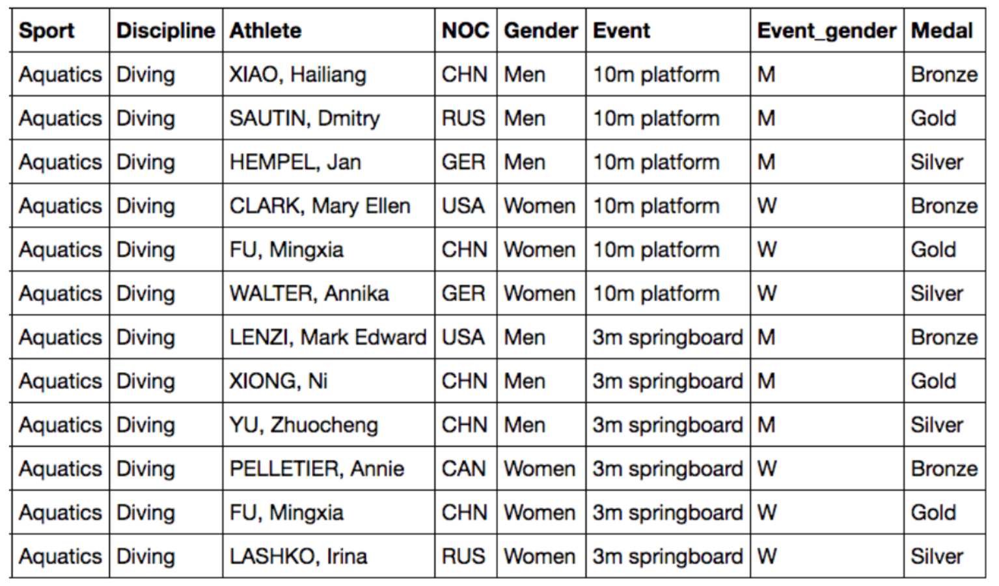 Sport Discipline Athlete NOC Gender Event Event_gender Medal
Aquatics Diving XIAO, Hailiang CHN Men 10m platform M Bronze
Aquatics Diving SAUTIN, Dmitry RUS Men 10m platform M Gold
Aquatics Diving HEMPEL, Jan GER Men 10m platform M Silver
Aquatics Diving CLARK, Mary Ellen USA Women 10m platform W Bronze
Aquatics Diving FU, Mingxia CHN Women 10m platform W Gold
Aquatics Diving WALTER, Annika GER Women 10m platform W Silver
Aquatics Diving LENZI, Mark Edward USA Men 3m springboard M Bronze
Aquatics Diving XIONG, Ni CHN Men 3m springboard M Gold
Aquatics Diving YU, Zhuocheng CHN Men 3m springboard M Silver
Aquatics Diving PELLETIER, Annie CAN Women 3m springboard W Bronze
Aquatics Diving FU, Mingxia CHN Women 3m springboard W Gold
Aquatics Diving LASHKO, Irina RUS Women 3m springboard W Silver